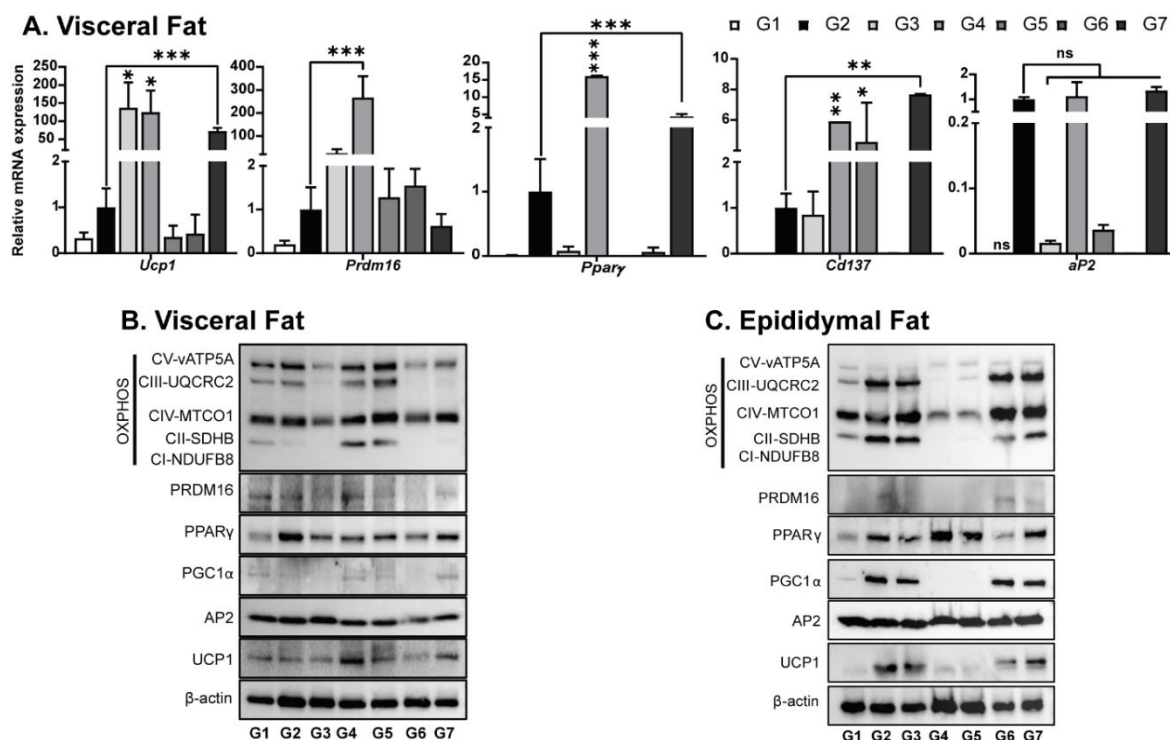 A. Visceral Fat
G1 G2 G3 G4 G5 G6 G7
Relative mRNA expression
250
200
150
100
50
2
1
0
*
*
***
Ucp1
400
300
200
100
2
1
0
***
Prdm16
20
15
10
5
2
1
0
***
***
Pparγ
10
8
6
4
2
1
0
**
*
**
Cd137
2
1
0.2
0.1
0
ns
ns
aP2
B. Visceral Fat
OXPHOS
CV-vATP5A
CIII-UQCRC2
CIV-MTCO1
CII-SDHB
CI-NDUFB8
PRDM16
PPARγ
PGC1α
AP2
UCP1
β-actin
G1 G2 G3 G4 G5 G6 G7
C. Epididymal Fat
OXPHOS
CV-vATP5A
CIII-UQCRC2
CIV-MTCO1
CII-SDHB
CI-NDUFB8
PRDM16
PPARγ
PGC1α
AP2
UCP1
β-actin
G1 G2 G3 G4 G5 G6 G7